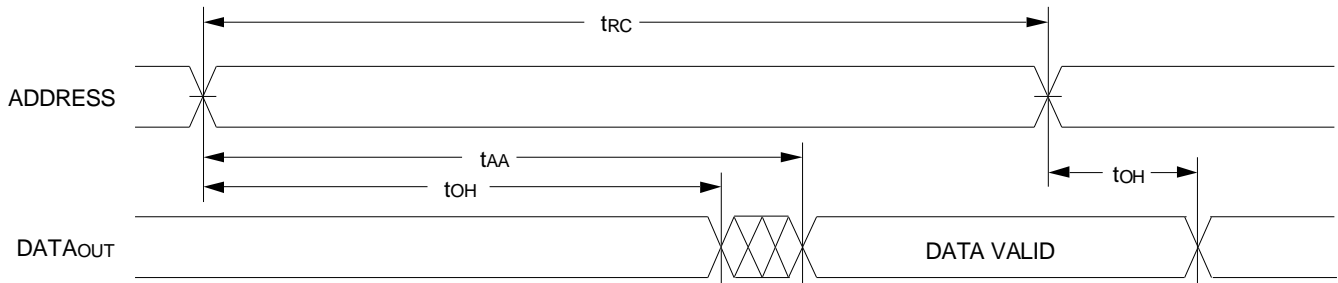 tRC
ADDRESS
tAA
tOH
tOH
DATAOUT
DATA VALID